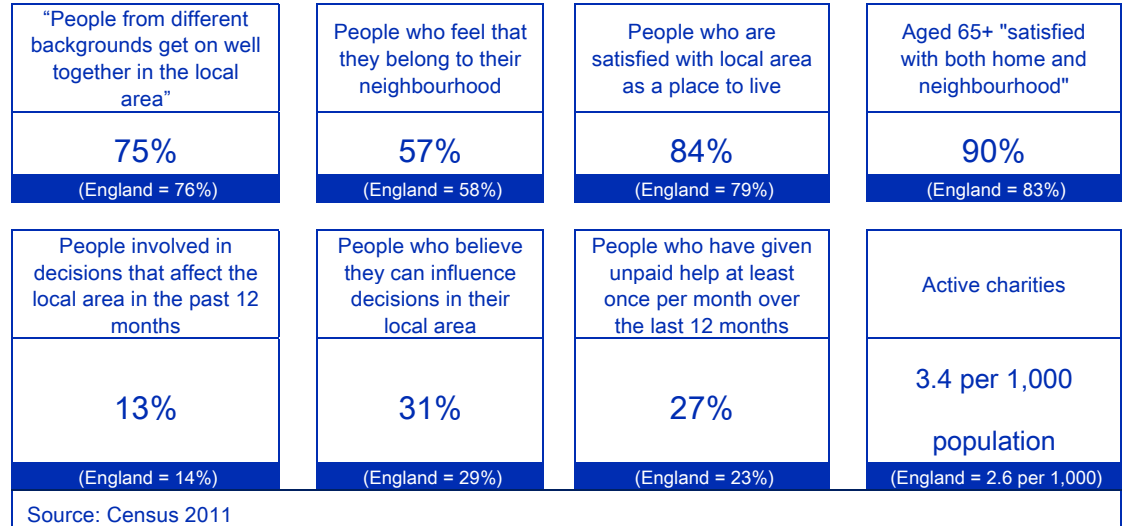 “People from different
backgrounds get on well
together in the local
area”
75%
(England = 76%)
People who feel that
they belong to their
neighbourhood
57%
(England = 58%)
People who are
satisfied with local area
as a place to live
84%
(England = 79%)
Aged 65+ "satisfied
with both home and
neighbourhood"
90%
(England = 83%)
People involved in
decisions that affect the
local area in the past 12
months
13%
(England = 14%)
People who believe
they can influence
decisions in their
local area
31%
(England = 29%)
People who have given
unpaid help at least
once per month over
the last 12 months
27%
(England = 23%)
Active charities
3.4 per 1,000
population
(England = 2.6 per 1,000)
Source: Census 2011